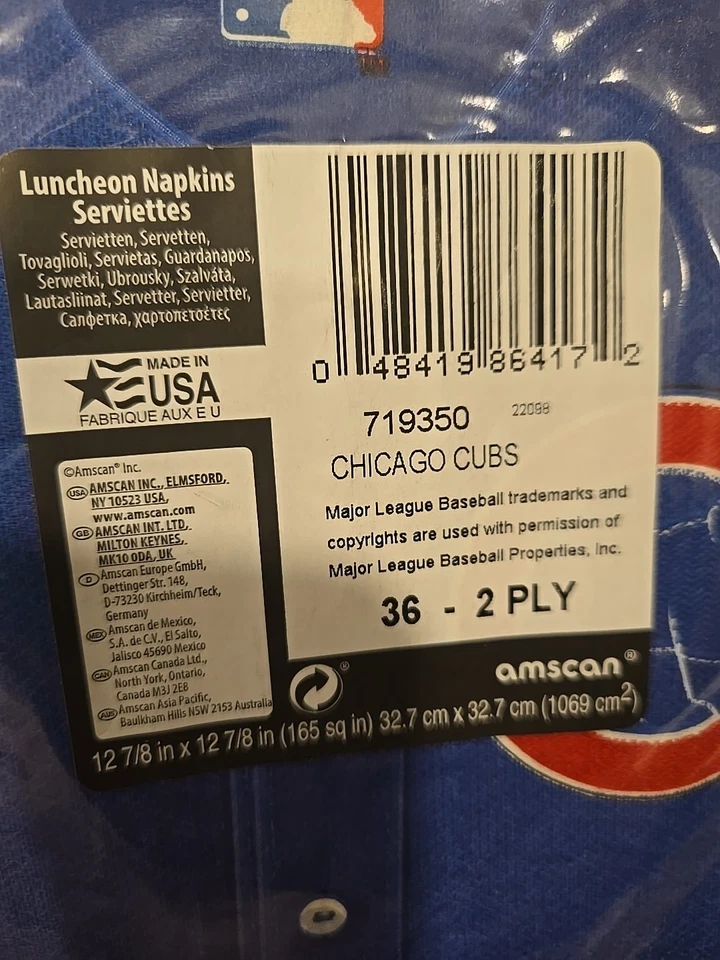 Luncheon Napkins
Serviettes
Servietten, Servetten,
Tovaglioli, Servietas, Guardanapos,
Serwetki, Ubrousky, Szalváta,
Lautasliinat, Servetter, Servietter,
Салфетка, χαρτοπετσέτες
MADE IN
USA
FABRIQUE AUX E U
©Amscan® Inc.
USA AMSCAN INC., ELMSFORD,
NY 10523 USA,
www.amscan.com
GB AMSCAN INT. LTD,
MILTON KEYNES,
MK10 0DA, UK
D Amscan Europe GmbH,
Dettinger Str. 148,
D-73230 Kirchheim/Teck,
Germany
MEX Amscan de Mexico,
S.A. de C.V., El Salto,
Jalisco 45690 Mexico
CAN Amscan Canada Ltd.,
North York, Ontario,
Canada M3J 2E8
AUS Amscan Asia Pacific,
Baulkham Hills NSW 2153 Australia
0 48419 86417 2
719350 22098
CHICAGO CUBS
Major League Baseball trademarks and
copyrights are used with permission of
Major League Baseball Properties, Inc.
36 - 2 PLY
amscan®
®
12 7/8 in x 12 7/8 in (165 sq in) 32.7 cm x 32.7 cm (1069 cm²)